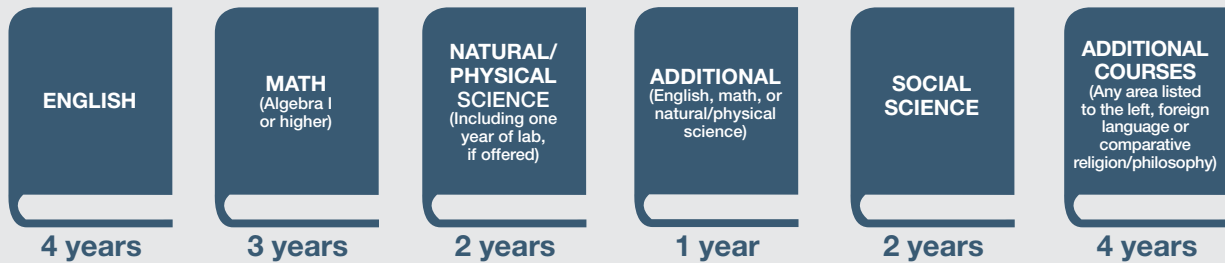 ENGLISH
4 years
MATH
(Algebra I
or higher)
3 years
NATURAL/
PHYSICAL
SCIENCE
(Including one
year of lab,
if offered)
2 years
ADDITIONAL
(English, math, or
natural/physical
science)
1 year
SOCIAL
SCIENCE
2 years
ADDITIONAL
COURSES
(Any area listed
to the left, foreign
language or
comparative
religion/philosophy)
4 years